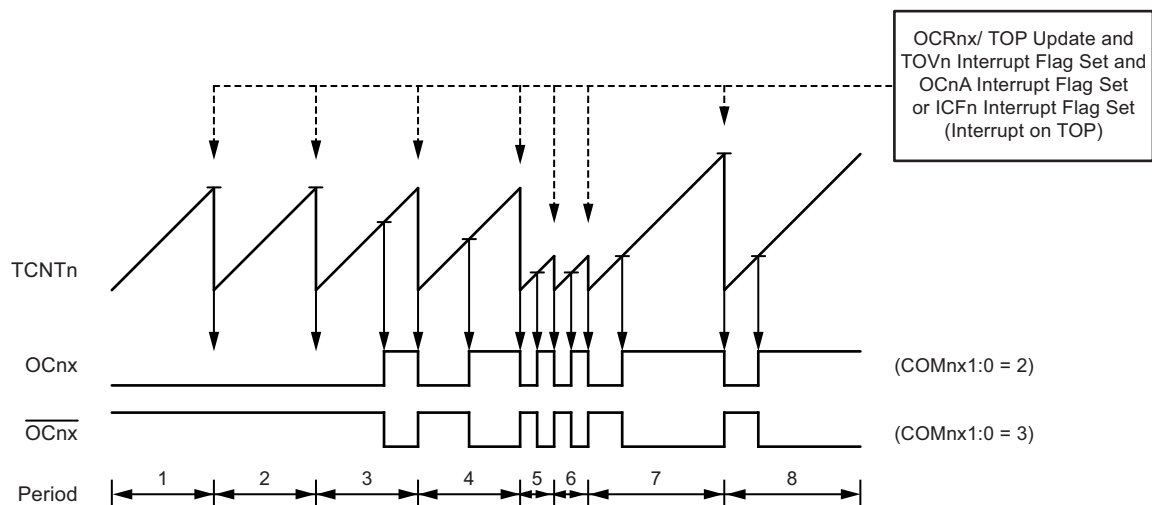 OCRnx/ TOP Update and
TOVn Interrupt Flag Set and
OCnA Interrupt Flag Set
or ICFn Interrupt Flag Set
(Interrupt on TOP)
TCNTn
OCnx
(COMnx1:0 = 2)
OCnx
(COMnx1:0 = 3)
Period
1 2 3 4 5 6 7 8